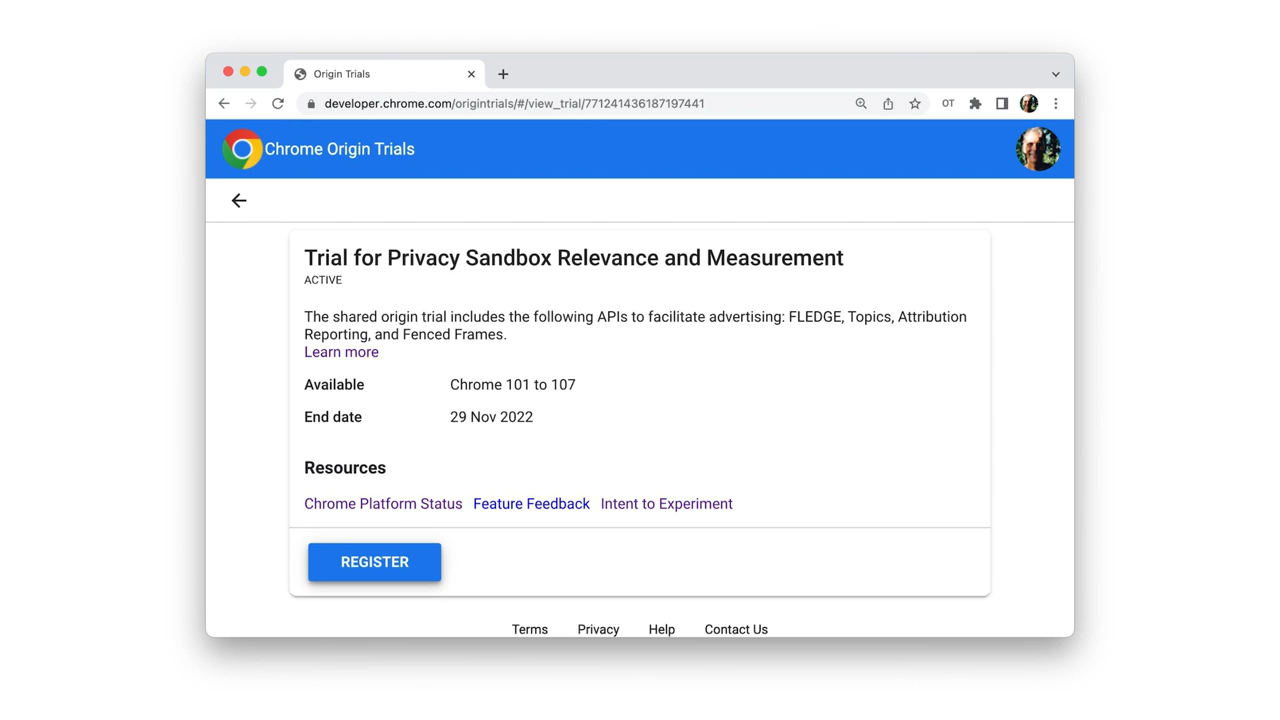 Origin Trials
developer.chrome.com/origintrials/#/view_trial/771241436187197441
OT
Chrome Origin Trials
Trial for Privacy Sandbox Relevance and Measurement
ACTIVE
The shared origin trial includes the following APIs to facilitate advertising: FLEDGE, Topics, Attribution
Reporting, and Fenced Frames.
Learn more
Available Chrome 101 to 107
End date 29 Nov 2022
Resources
Chrome Platform Status Feature Feedback Intent to Experiment
REGISTER
Terms Privacy Help Contact Us